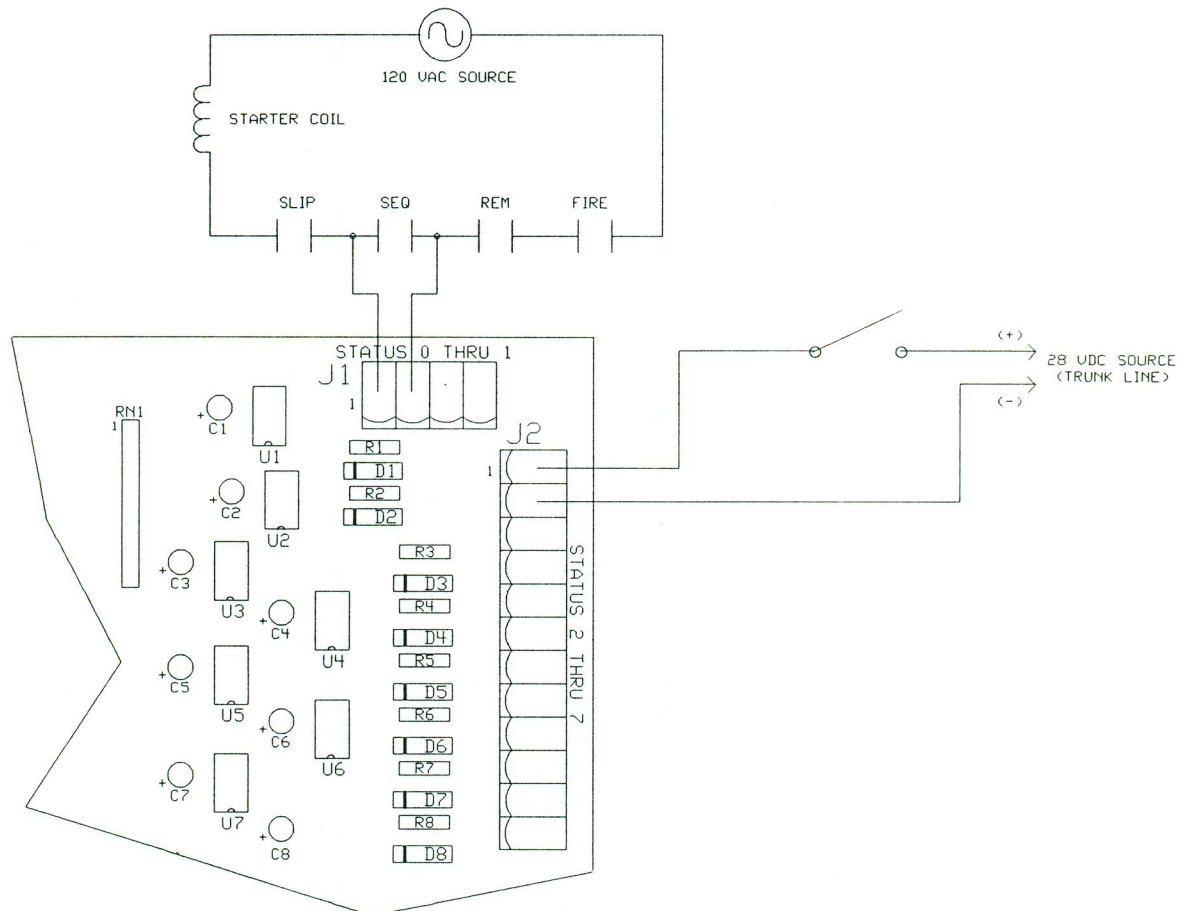 120 VAC SOURCE
STARTER COIL
SLIP
SEQ
REM
FIRE
STATUS 0 THRU 1
J1
1
(+)
28 VDC SOURCE
(TRUNK LINE)
(-)
RN1
1
+
C1
U1
R1
D1
R2
D2
J2
1
+
C2
U2
+
C3
U3
R3
D3
R4
D4
+
C4
U4
R5
D5
+
C5
U5
R6
D6
+
C6
U6
R7
D7
+
C7
U7
R8
D8
+
C8
STATUS 2 THRU 7